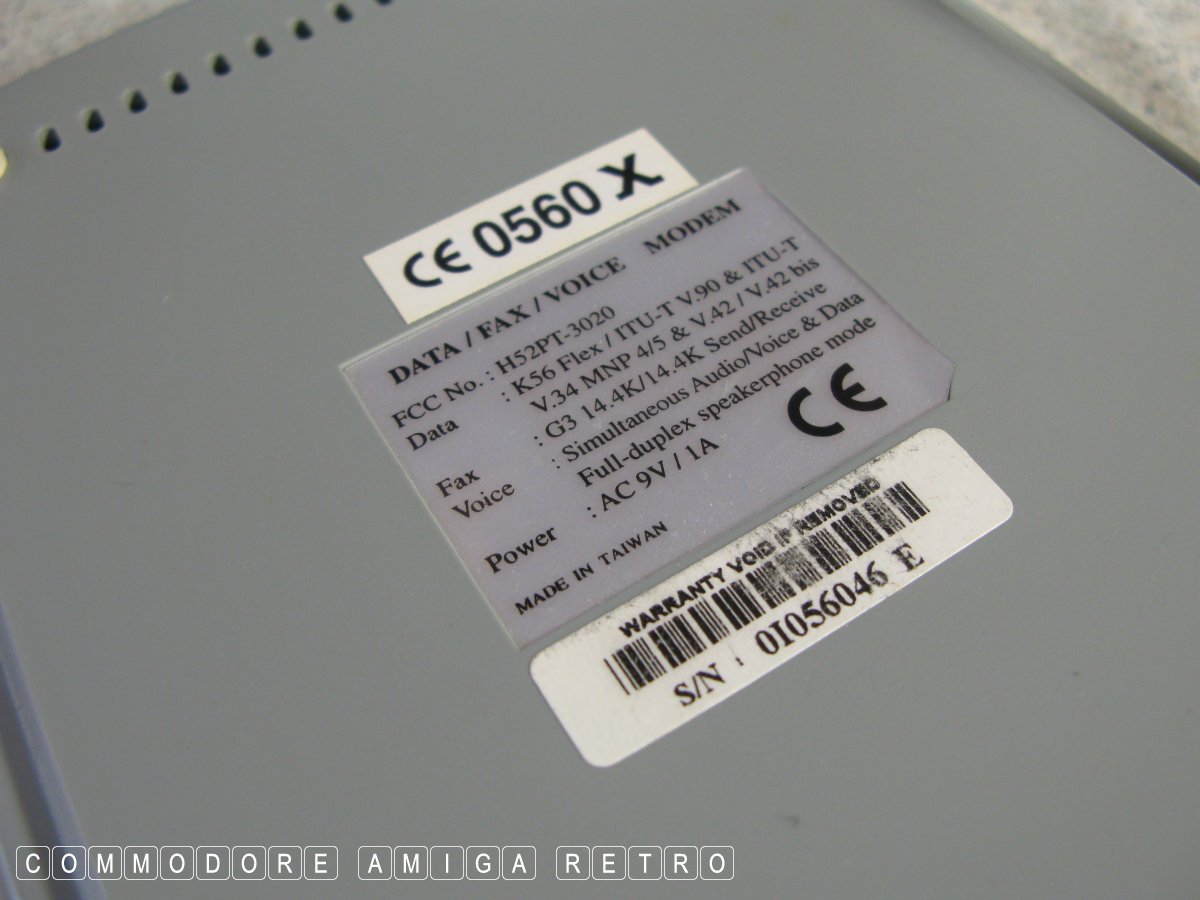 CE 0560 X
DATA / FAX / VOICE MODEM
FCC No. : H52PT-3020
Data : K56 Flex / ITU-T V.90 & ITU-T
V.34 MNP 4/5 & V.42 / V.42 bis
Fax : G3 14.4K/14.4K Send/Receive
Voice : Simultaneous Audio/Voice & Data
Full-duplex speakerphone mode
Power : AC 9V / 1A
CE
MADE IN TAIWAN
WARRANTY VOID IF REMOVED
S/N : 0I056046 E
COMMODORE AMIGA RETRO